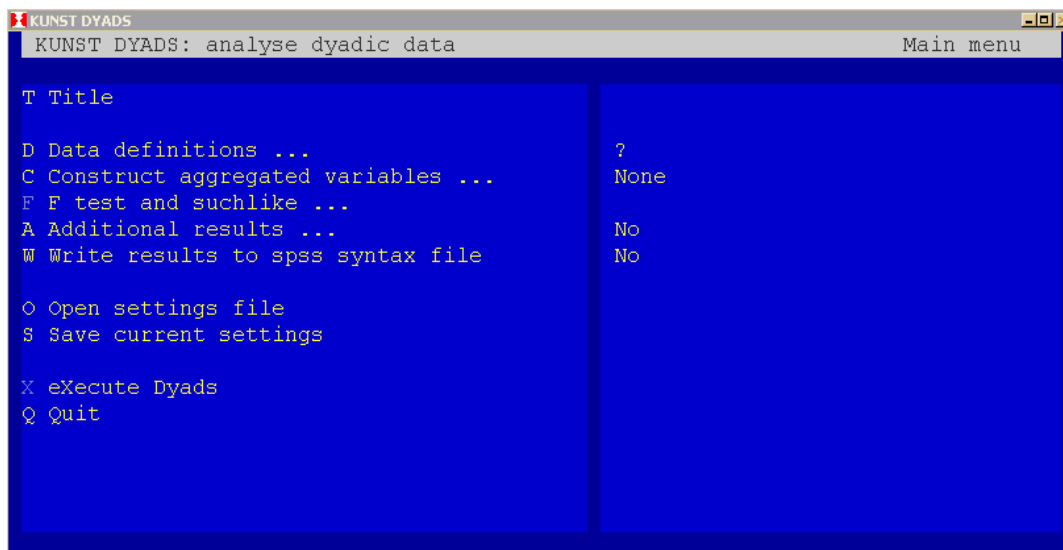 KUNST DYADS
KUNST DYADS: analyse dyadic data Main menu
T Title
D Data definitions ... ?
C Construct aggregated variables ... None
F F test and suchlike ...
A Additional results ... No
W Write results to spss syntax file No
O Open settings file
S Save current settings
X eXecute Dyads
Q Quit